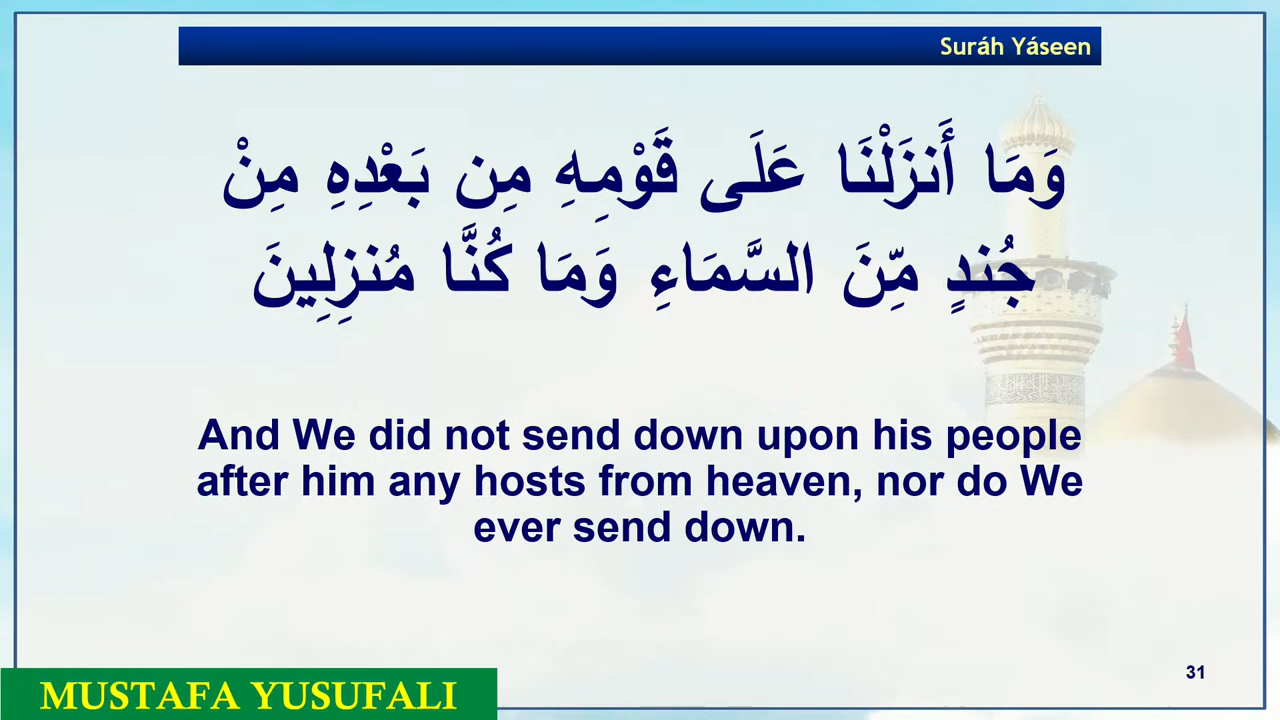 Suráh Yáseen
وَمَا أَنزَلْنَا عَلَى قَوْمِهِ مِن بَعْدِهِ مِنْ
جُندٍ مِّنَ السَّمَاءِ وَمَا كُنَّا مُنزِلِينَ
And We did not send down upon his people
after him any hosts from heaven, nor do We
ever send down.
31
MUSTAFA YUSUFALI